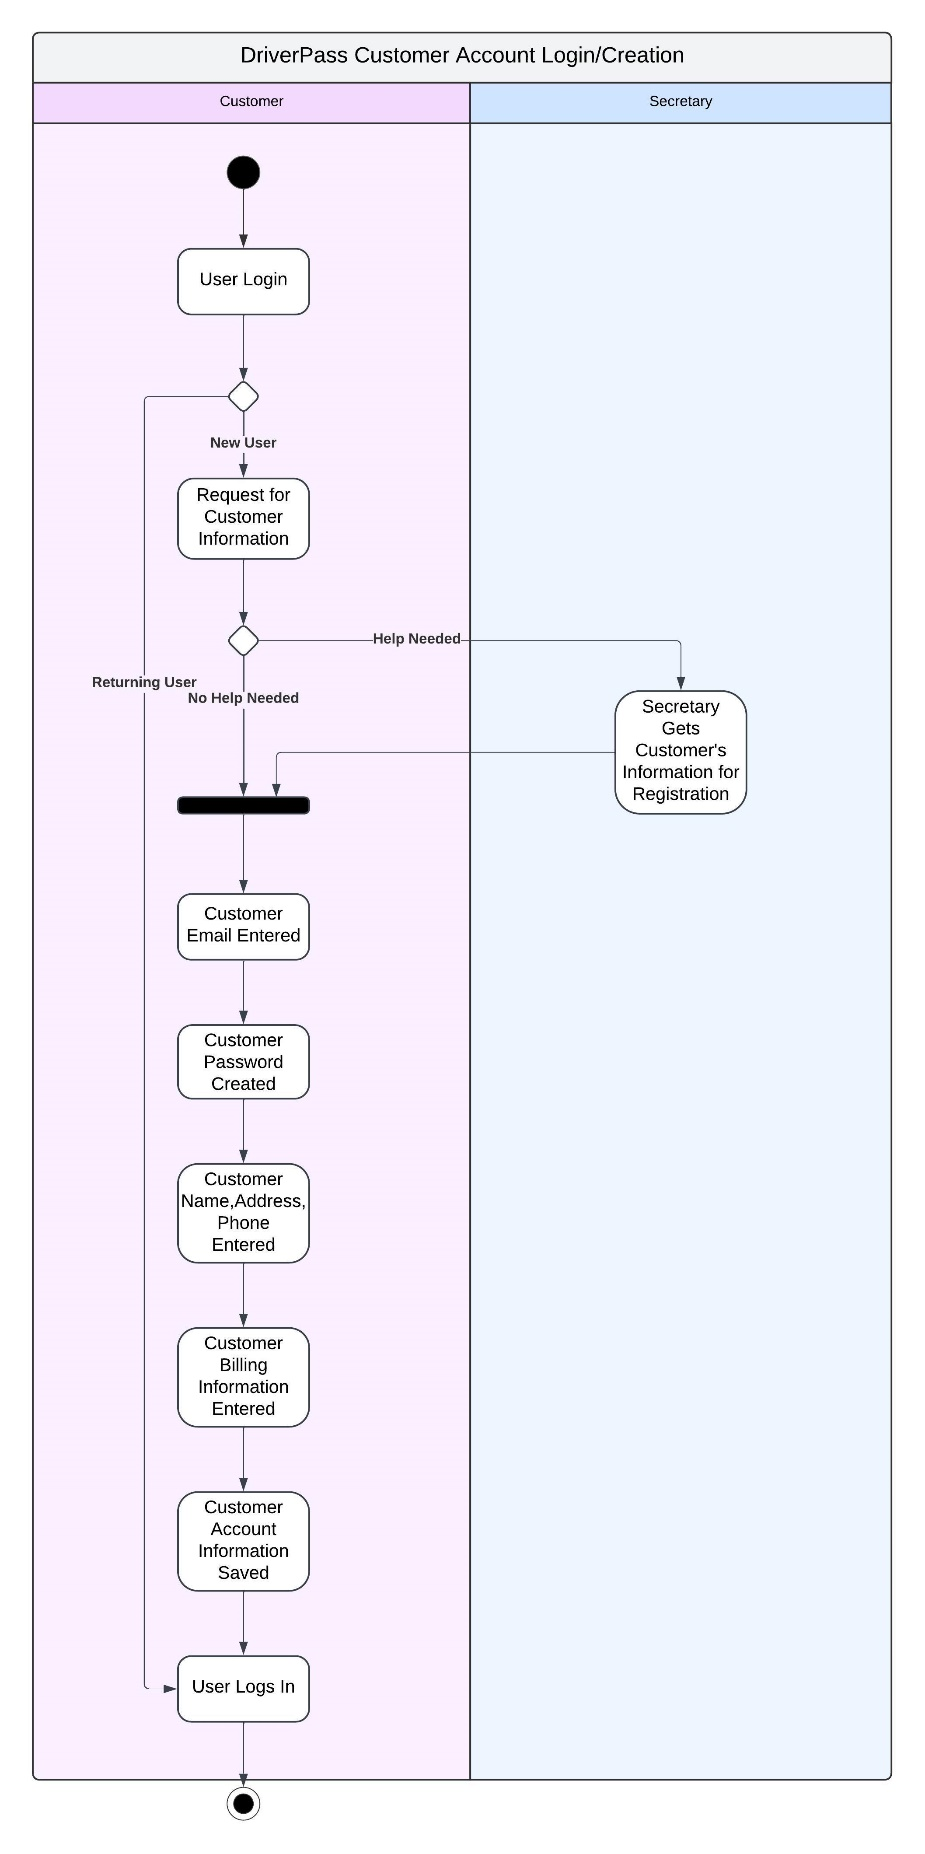 DriverPass Customer Account Login/Creation
Customer
Secretary
User Login
New User
Request for
Customer
Information
Help Needed
Returning User
No Help Needed
Secretary
Gets
Customer's
Information for
Registration
Customer
Email Entered
Customer
Password
Created
Customer
Name,Address,
Phone
Entered
Customer
Billing
Information
Entered
Customer
Account
Information
Saved
User Logs In